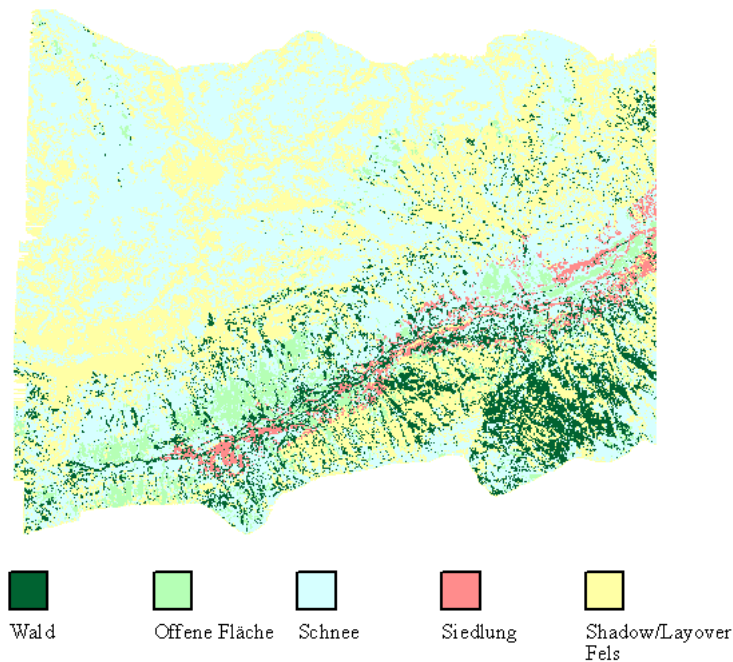 Wald
Offene Fläche
Schnee
Siedlung
Shadow/Layover
Fels